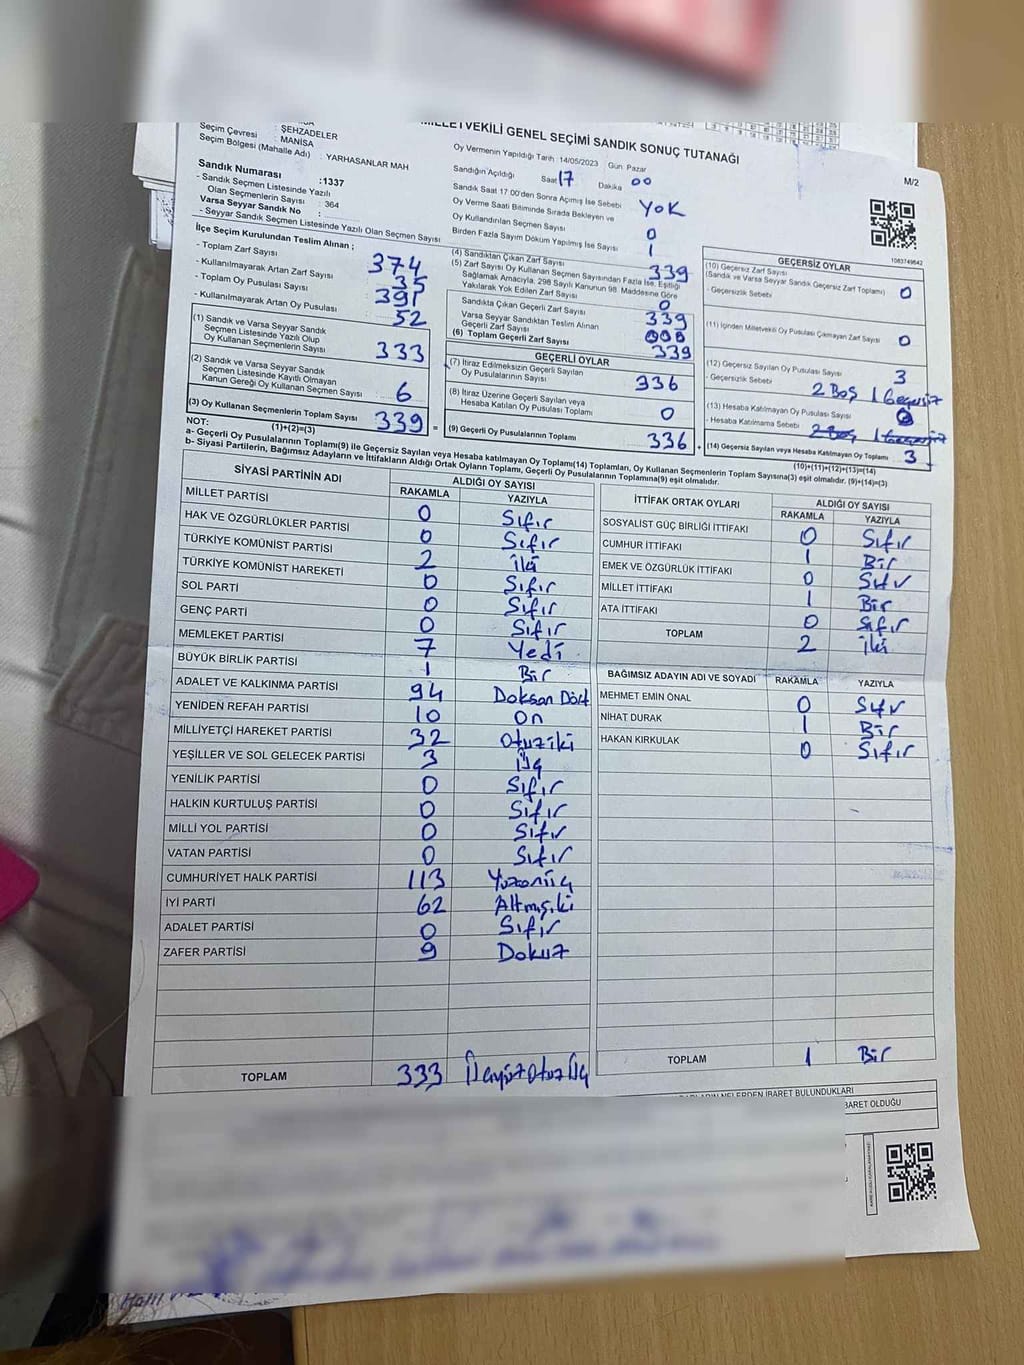 MİLLETVEKİLİ GENEL SEÇİMİ SANDIK SONUÇ TUTANAĞI
M/2
ŞEHZADELER
Seçim Çevresi : MANİSA
Seçim Bölgesi (Mahalle Adı) : YARHASANLAR MAH
Sandık Numarası :1337
- Sandık Seçmen Listesinde Yazılı
Olan Seçmenlerin Sayısı : 364
Varsa Seyyar Sandık No :
- Seyyar Sandık Seçmen Listesinde Yazılı Olan Seçmen Sayısı
Oy Vermenin Yapıldığı Tarih : 14/05/2023 Gün: Pazar
Sandığın Açıldığı Saat 17 Dakika 00
Sandık Saat 17 00'den Sonra Açımış İse Sebebi YOK
Oy Verme Saati Bitiminde Sırada Bekleyen ve
Oy Kullandırılan Seçmen Sayısı 0
Birden Fazla Sayım Döküm Yapılmış İse Sayısı 1
1083749842
İlçe Seçim Kurulundan Teslim Alınan ;
- Toplam Zarf Sayısı 374
- Kullanılmayarak Artan Zarf Sayısı 35
- Toplam Oy Pusulası Sayısı 391
- Kullanılmayarak Artan Oy Pusulası 52
(1) Sandık ve Varsa Seyyar Sandık
Seçmen Listesinde Yazılı Olup
Oy Kullanan Seçmenlerin Sayısı 333
(2) Sandık ve Varsa Seyyar Sandık
Seçmen Listesinde Kayıtlı Olmayan
Kanun Gereği Oy Kullanan Seçmen Sayısı 6
(3) Oy Kullanan Seçmenlerin Toplam Sayısı 339
(1)+(2)=(3)
(4) Sandıktan Çıkan Zarf Sayısı 339
(5) Zarf Sayısı Oy Kullanan Seçmen Sayısından Fazla İse, Eşitliği
Sağlamak Amacıyla, 298 Sayılı Kanunun 98. Maddesine Göre
Yakılarak Yok Edilen Zarf Sayısı 0
Sandıkta Çıkan Geçerli Zarf Sayısı 339
Varsa Seyyar Sandıktan Teslim Alınan
Geçerli Zarf Sayısı 000
(6) Toplam Geçerli Zarf Sayısı 339
GEÇERLİ OYLAR
(7) İtiraz Edilmeksizin Geçerli Sayılan
Oy Pusulalarının Sayısı 336
(8) İtiraz Üzerine Geçerli Sayılan veya
Hesaba Katılan Oy Pusulası Toplamı 0
= (9) Geçerli Oy Pusulalarının Toplamı 336 +
GEÇERSİZ OYLAR
(10) Geçersiz Zarf Sayısı
(Sandık ve Varsa Seyyar Sandık Geçersiz Zarf Toplamı) 0
- Geçersizlik Sebebi
(11) İçinden Milletvekili Oy Pusulası Çıkmayan Zarf Sayısı 0
(12) Geçersiz Sayılan Oy Pusulası Sayısı 3
- Geçersizlik Sebebi 2 Boş 1 Geçersiz
(13) Hesaba Katılmayan Oy Pusulası Sayısı
- Hesaba Katılmama Sebebi 2 Boş 1 Geçersiz
(14) Geçersiz Sayılan veya Hesaba Katılmayan Oy Toplamı 3
(10)+(11)+(12)+(13)=(14)
NOT:
a- Geçerli Oy Pusulalarının Toplamı(9) ile Geçersiz Sayılan veya Hesaba katılmayan Oy Toplamı(14) Toplamları, Oy Kullanan Seçmenlerin Toplam Sayısına(3) eşit olmalıdır. (9)+(14)=(3)
b- Siyasi Partilerin, Bağımsız Adayların ve İttifakların Aldığı Ortak Oyların Toplamı, Geçerli Oy Pusulalarının Toplamına(9) eşit olmalıdır.
SİYASİ PARTİNİN ADI ALDIĞI OY SAYISI
RAKAMLA YAZIYLA
MİLLET PARTİSİ 0 Sıfır
HAK VE ÖZGÜRLÜKLER PARTİSİ 0 Sıfır
TÜRKİYE KOMÜNİST PARTİSİ 2 iki
TÜRKİYE KOMÜNİST HAREKETİ 0 Sıfır
SOL PARTİ 0 Sıfır
GENÇ PARTİ 0 Sıfır
MEMLEKET PARTİSİ 7 Yedi
BÜYÜK BİRLİK PARTİSİ 1 Bir
ADALET VE KALKINMA PARTİSİ 94 Doksan Dört
YENİDEN REFAH PARTİSİ 10 On
MİLLİYETÇİ HAREKET PARTİSİ 32 Otuziki
YEŞİLLER VE SOL GELECEK PARTİSİ 3 Üç
YENİLİK PARTİSİ 0 Sıfır
HALKIN KURTULUŞ PARTİSİ 0 Sıfır
MİLLİ YOL PARTİSİ 0 Sıfır
VATAN PARTİSİ 0 Sıfır
CUMHURİYET HALK PARTİSİ 113 Yüzonüç
İYİ PARTİ 62 Altmışiki
ADALET PARTİSİ 0 Sıfır
ZAFER PARTİSİ 9 Dokuz
TOPLAM 333 Üçyüz Otuz Üç
İTTİFAK ORTAK OYLARI ALDIĞI OY SAYISI
RAKAMLA YAZIYLA
SOSYALİST GÜÇ BİRLİĞİ İTTİFAKI 0 Sıfır
CUMHUR İTTİFAKI 1 Bir
EMEK VE ÖZGÜRLÜK İTTİFAKI 0 Sıfır
MİLLET İTTİFAKI 1 Bir
ATA İTTİFAKI 0 Sıfır
TOPLAM 2 iki
BAĞIMSIZ ADAYIN ADI VE SOYADI RAKAMLA YAZIYLA
MEHMET EMİN ÖNAL 0 Sıfır
NİHAT DURAK 1 Bir
HAKAN KIRKULAK 0 Sıfır
TOPLAM 1 Bir
NELERDEN İBARET BULUNDUKLARI
BARET OLDUĞU